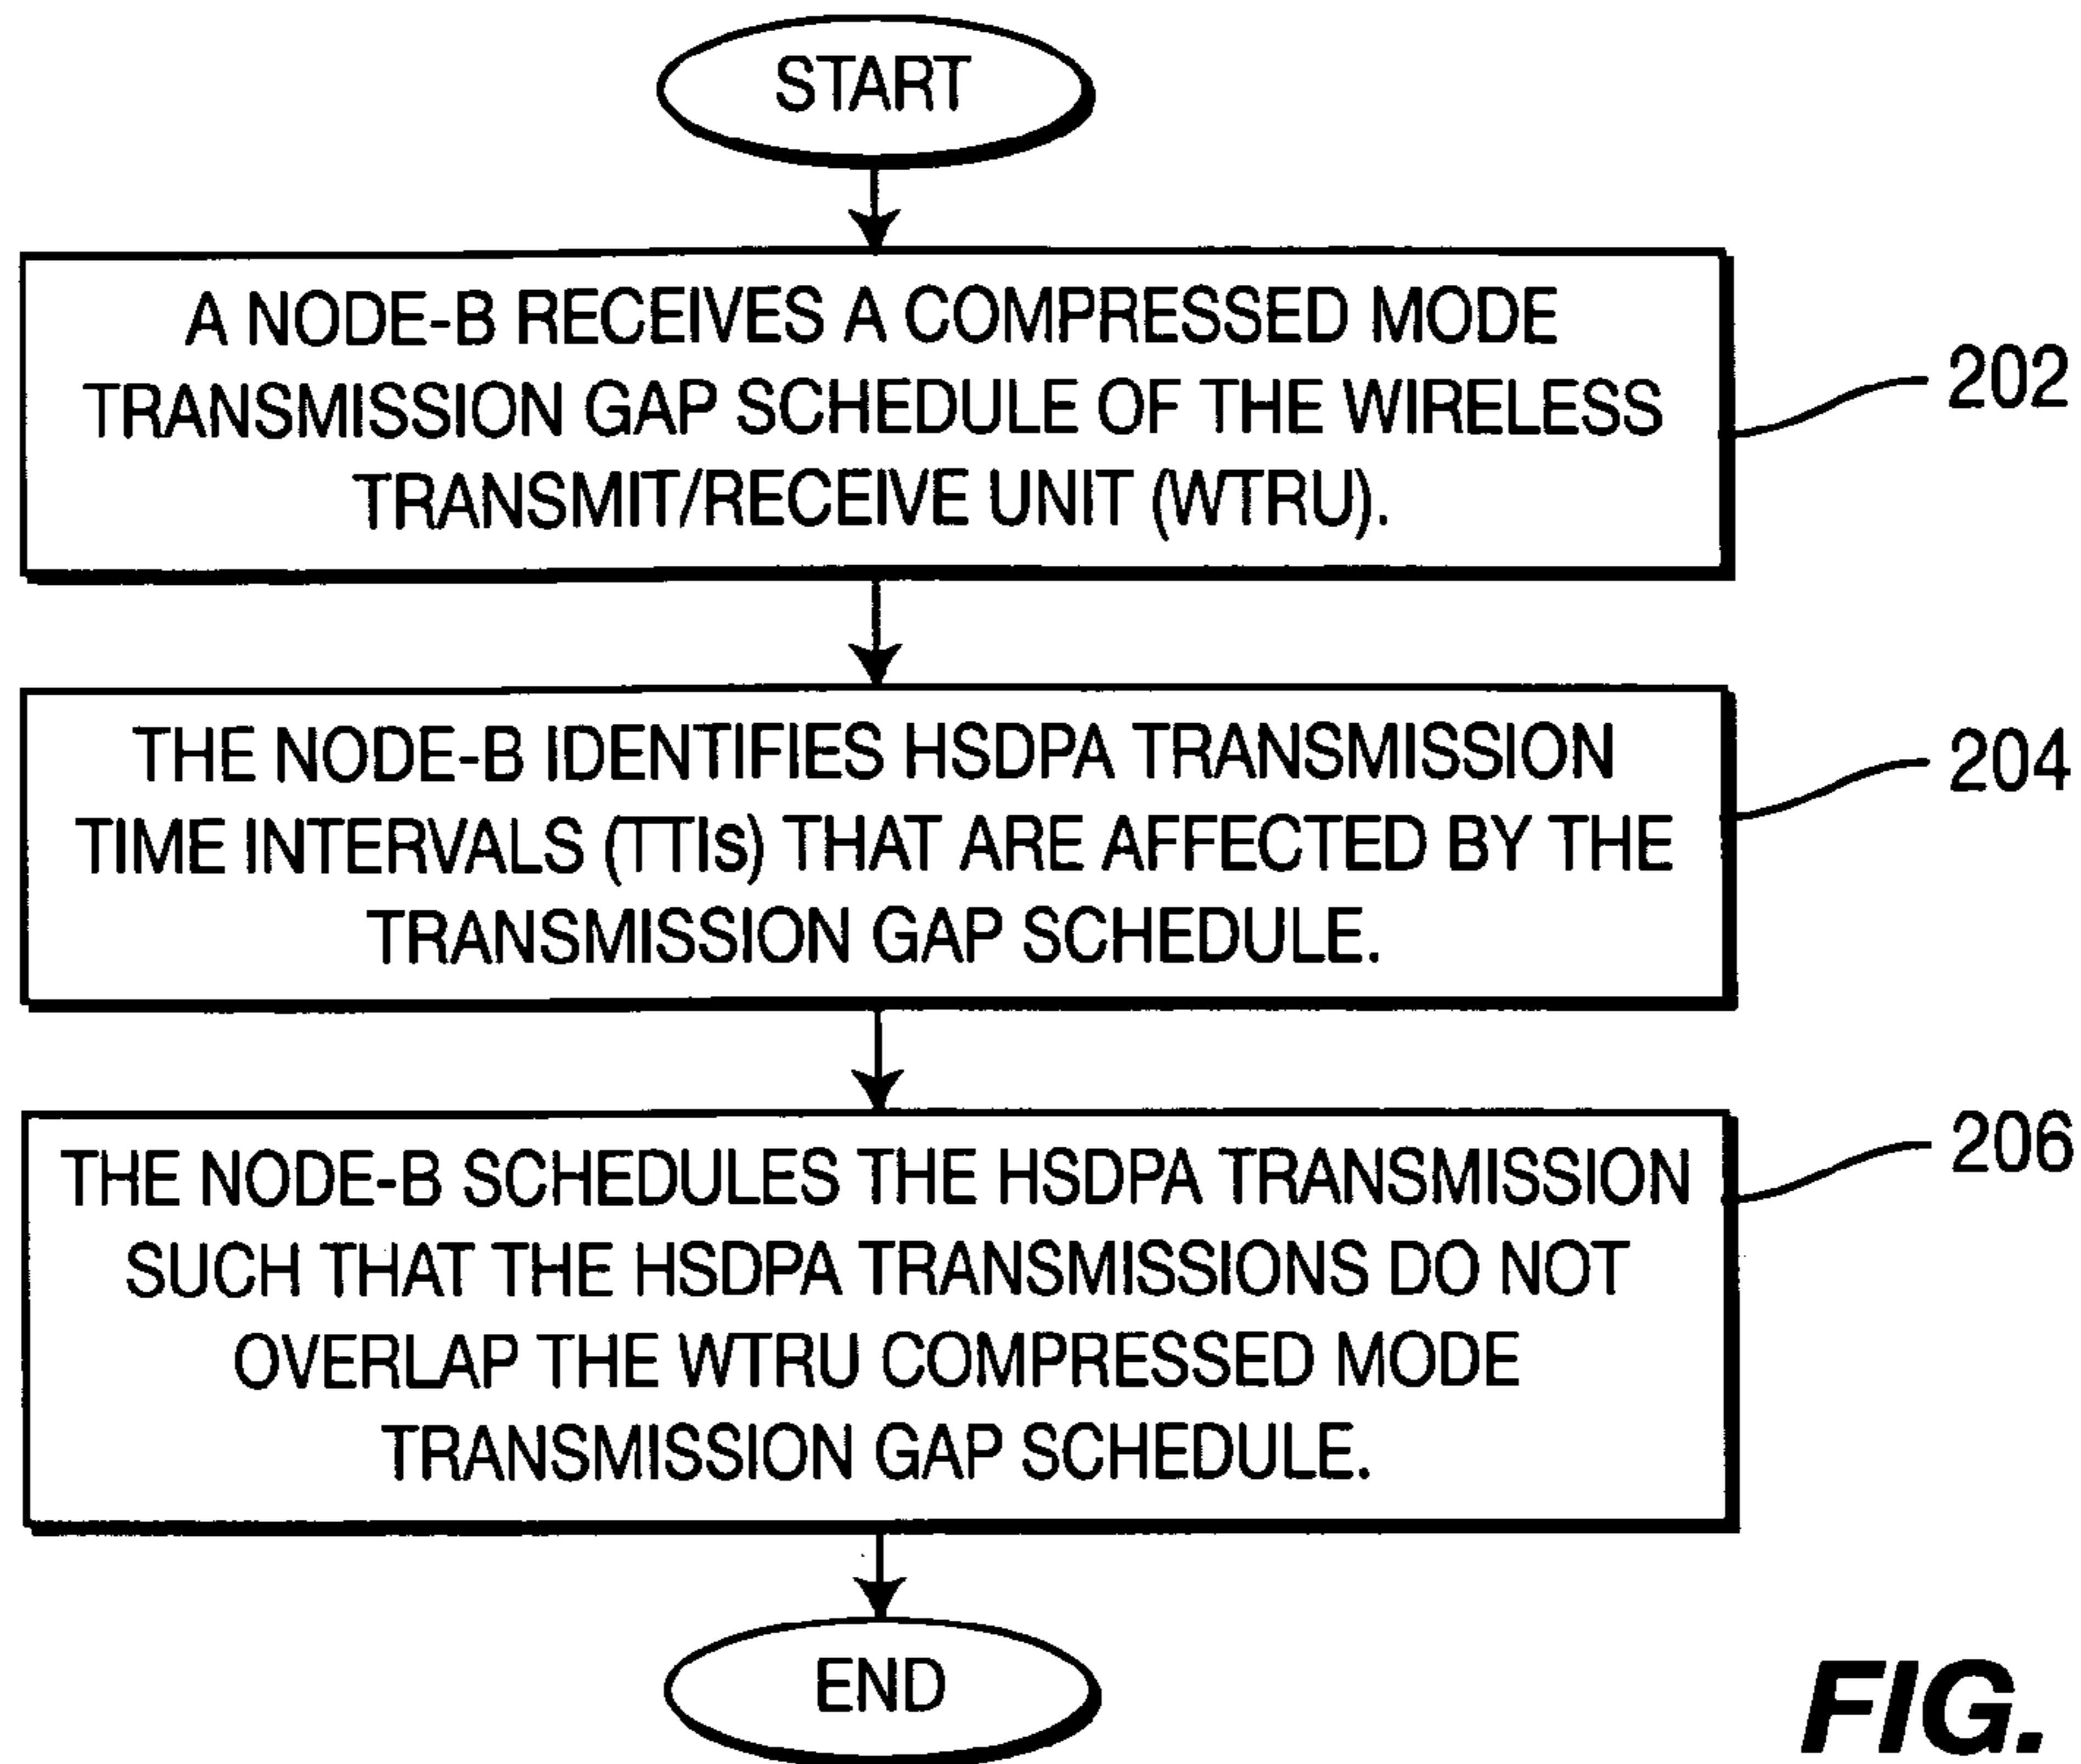 START
A NODE-B RECEIVES A COMPRESSED MODE
TRANSMISSION GAP SCHEDULE OF THE WIRELESS
TRANSMIT/RECEIVE UNIT (WTRU).
202
THE NODE-B IDENTIFIES HSDPA TRANSMISSION
TIME INTERVALS (TTIs) THAT ARE AFFECTED BY THE
TRANSMISSION GAP SCHEDULE.
204
THE NODE-B SCHEDULES THE HSDPA TRANSMISSION
SUCH THAT THE HSDPA TRANSMISSIONS DO NOT
OVERLAP THE WTRU COMPRESSED MODE
TRANSMISSION GAP SCHEDULE.
206
END
FIG.